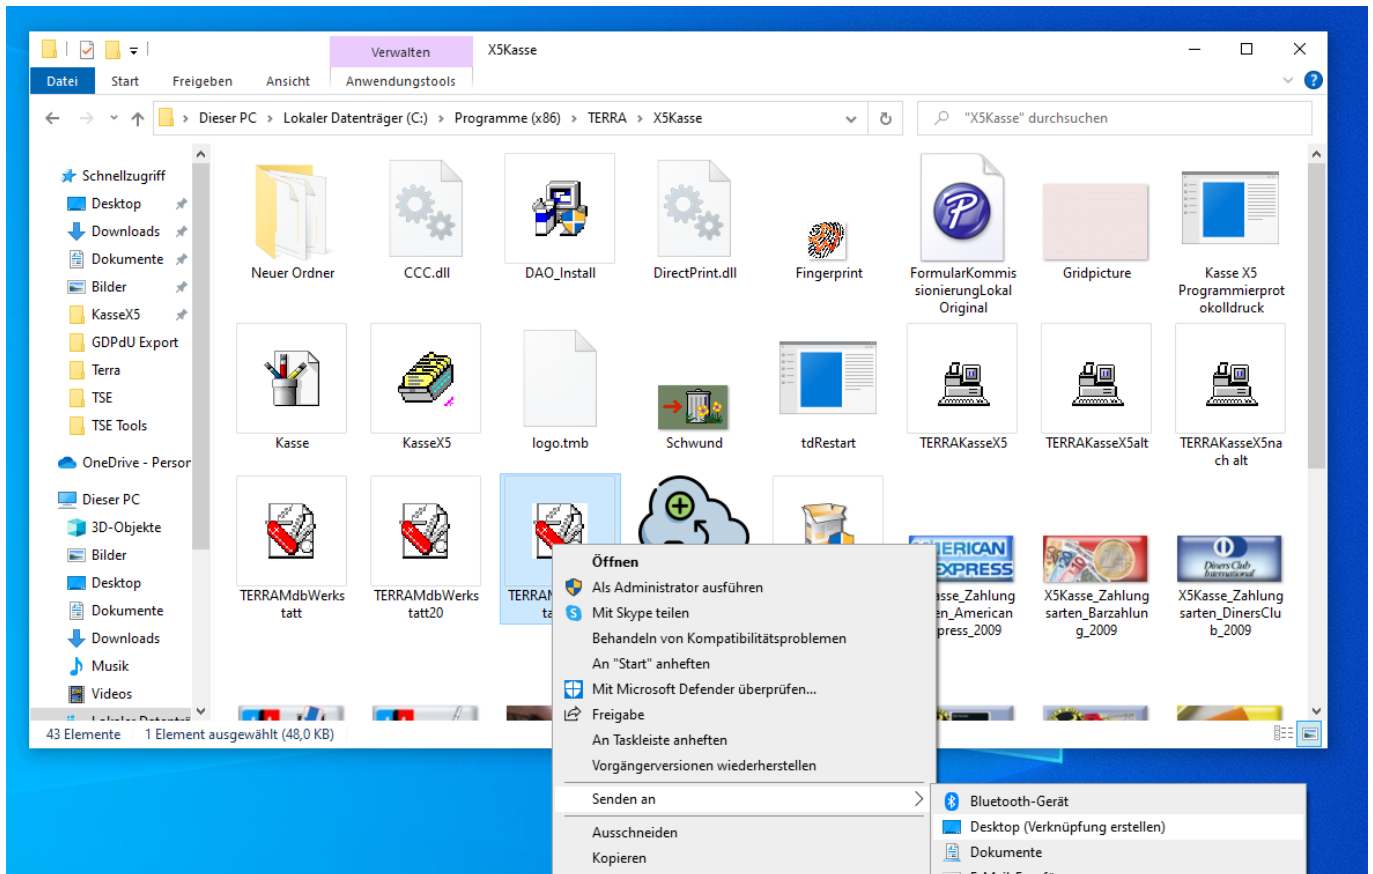 Verwalten
X5Kasse
Datei Start Freigeben Ansicht Anwendungstools
Dieser PC > Lokaler Datenträger (C:) > Programme (x86) > TERRA > X5Kasse
"X5Kasse" durchsuchen
Schnellzugriff
Desktop
Downloads
Dokumente
Bilder
KasseX5
GDPdU Export
Terra
TSE
TSE Tools
OneDrive - Person
Dieser PC
3D-Objekte
Bilder
Desktop
Dokumente
Downloads
Musik
Videos
Neuer Ordner
CCC.dll
DAO_Install
DirectPrint.dll
Fingerprint
FormularKommis
sionierungLokal
Original
Gridpicture
Kasse X5
Programmierprot
okolldruck
Kasse
KasseX5
logo.tmb
Schwund
tdRestart
TERRAKasseX5
TERRAKasseX5alt
TERRAKasseX5na
ch alt
TERRAMdbWerks
tatt
TERRAMdbWerks
tatt20
ERICAN
EXPRESS
asse_Zahlung
en_American
press_2009
X5Kasse_Zahlung
sarten_Barzahlun
g_2009
Diners Club
International
X5Kasse_Zahlung
sarten_DinersClu
b_2009
43 Elemente 1 Element ausgewählt (48,0 KB)
Öffnen
Als Administrator ausführen
Mit Skype teilen
Behandeln von Kompatibilitätsproblemen
An "Start" anheften
Mit Microsoft Defender überprüfen...
Freigabe
An Taskleiste anheften
Vorgängerversionen wiederherstellen
Senden an
Ausschneiden
Kopieren
Bluetooth-Gerät
Desktop (Verknüpfung erstellen)
Dokumente